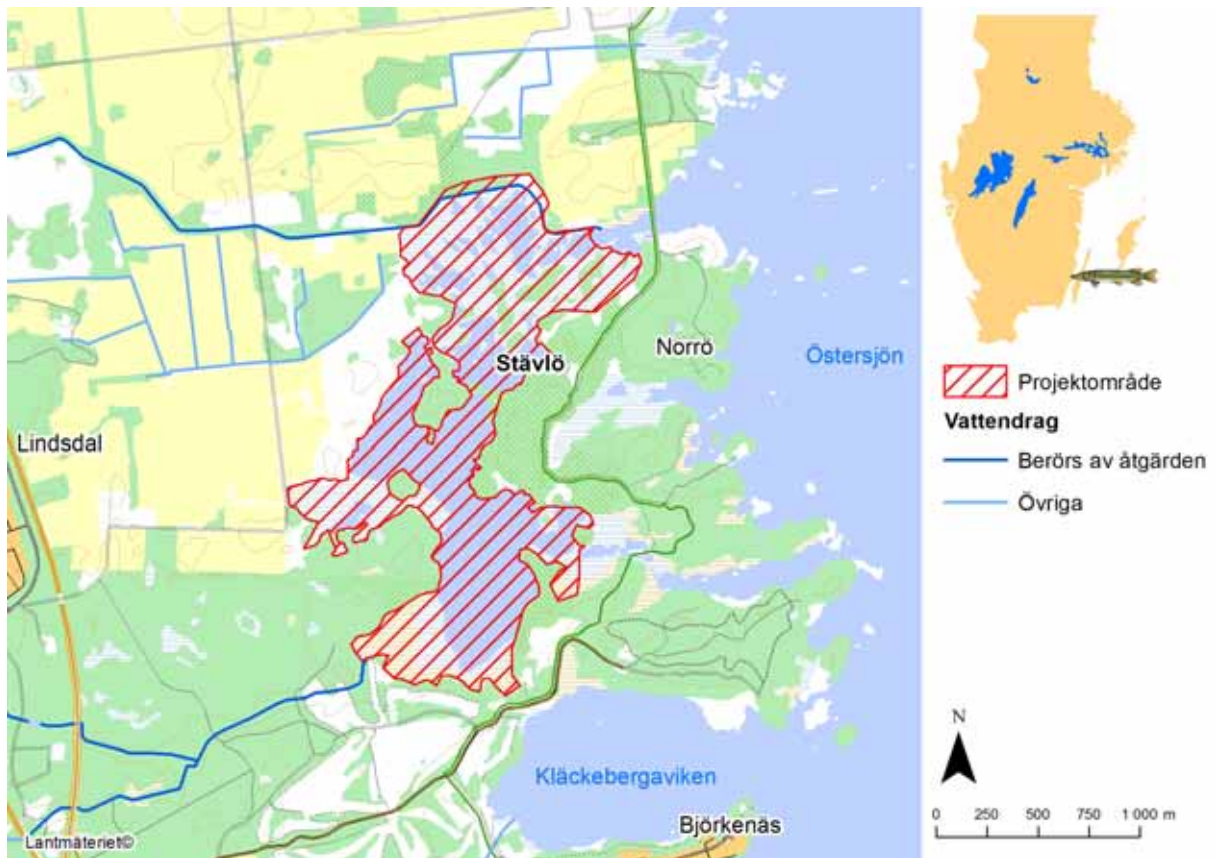 Stävlö
Norrö
Östersjön
Lindsdal
Kläckebergaviken
Björkenäs
Lantmäteriet©
Projektområde
Vattendrag
Berörs av åtgärden
Övriga
N
0 250 500 750 1 000 m